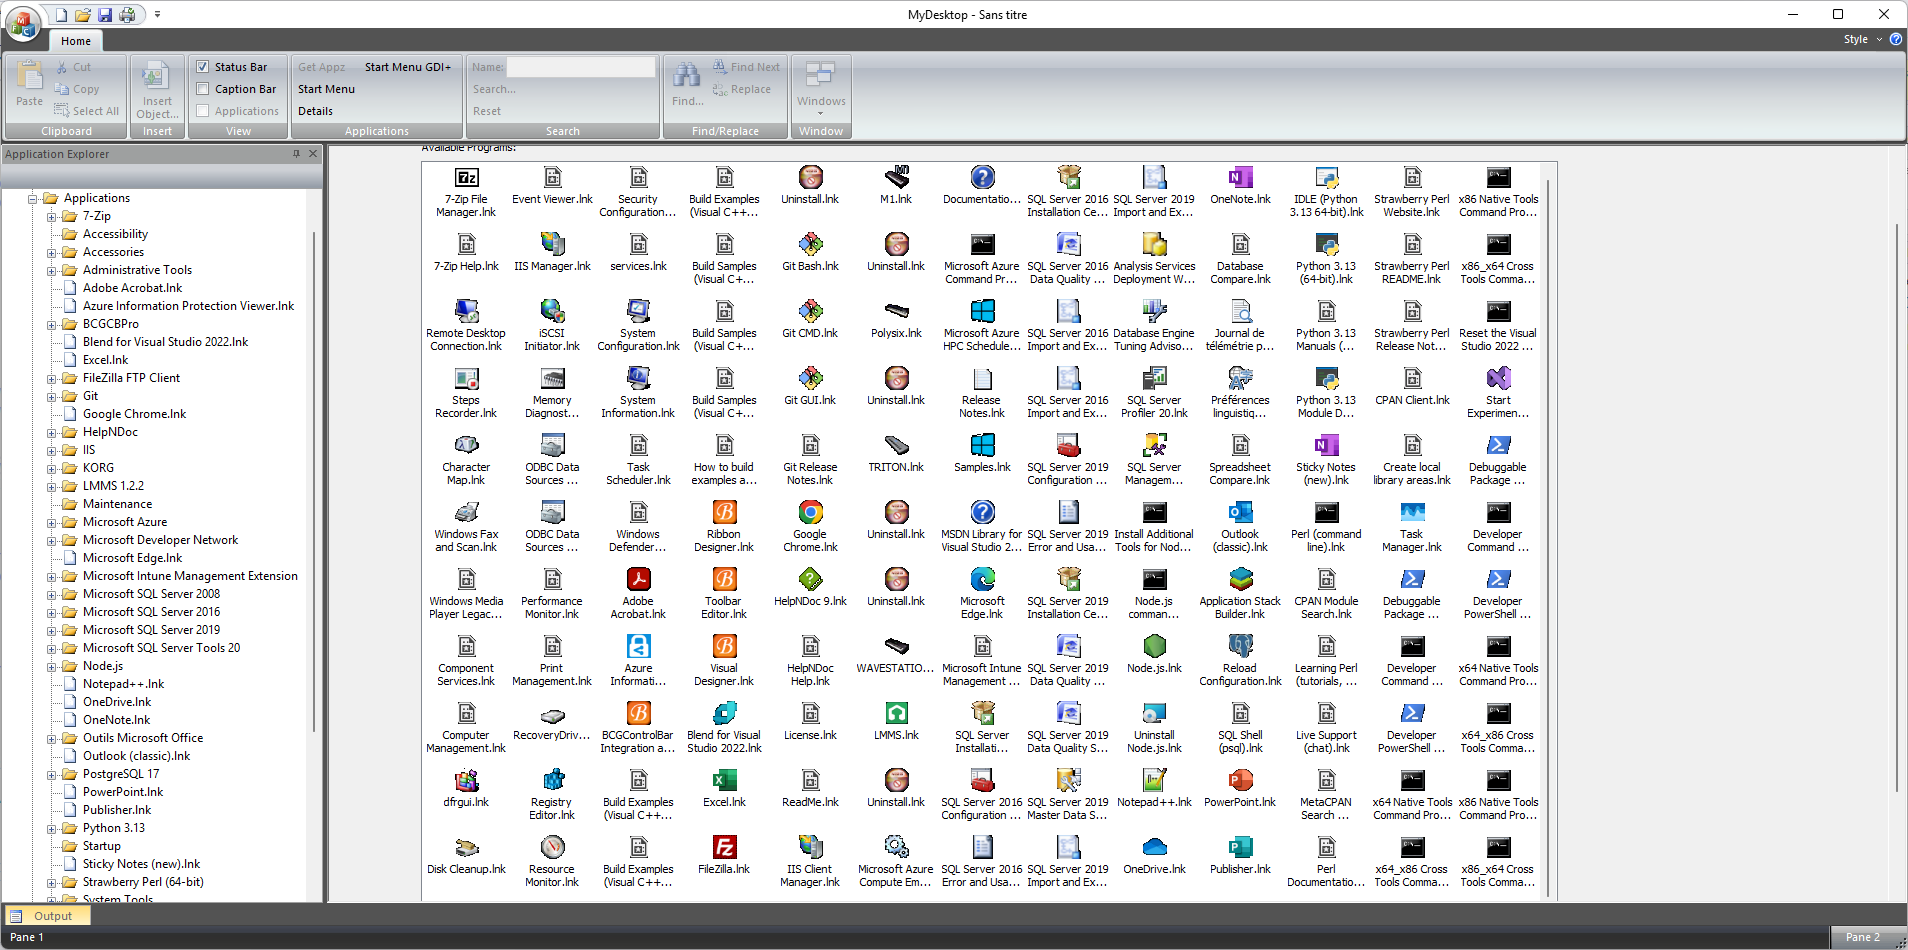 MyDesktop - Sans titre
Home
Style
Paste
Cut
Copy
Select All
Clipboard
Insert
Object...
Insert
Status Bar
Caption Bar
Applications
View
Get Appz
Start Menu GDI+
Start Menu
Details
Applications
Name:
Search...
Reset
Search
Find...
Find Next
Replace
Find/Replace
Windows
Window
Application Explorer
Applications
7-Zip
Accessibility
Accessories
Administrative Tools
Adobe Acrobat.lnk
Azure Information Protection Viewer.lnk
BCGCBPro
Blend for Visual Studio 2022.lnk
Excel.lnk
FileZilla FTP Client
Git
Google Chrome.lnk
HelpNDoc
IIS
KORG
LMMS 1.2.2
Maintenance
Microsoft Azure
Microsoft Developer Network
Microsoft Edge.lnk
Microsoft Intune Management Extension
Microsoft SQL Server 2008
Microsoft SQL Server 2016
Microsoft SQL Server 2019
Microsoft SQL Server Tools 20
Node.js
Notepad++.lnk
OneDrive.lnk
OneNote.lnk
Outils Microsoft Office
Outlook (classic).lnk
PostgreSQL 17
PowerPoint.lnk
Publisher.lnk
Python 3.13
Startup
Sticky Notes (new).lnk
Strawberry Perl (64-bit)
System Tools
Available Programs:
7-Zip File Manager.lnk
Event Viewer.lnk
Security Configuration...
Build Examples (Visual C++...
Uninstall.lnk
M1.lnk
Documentatio...
SQL Server 2016 Installation Ce...
SQL Server 2019 Import and Ex...
OneNote.lnk
IDLE (Python 3.13 64-bit).lnk
Strawberry Perl Website.lnk
x86 Native Tools Command Pro...
7-Zip Help.lnk
IIS Manager.lnk
services.lnk
Build Samples (Visual C+...
Git Bash.lnk
Uninstall.lnk
Microsoft Azure Command Pr...
SQL Server 2016 Data Quality ...
Analysis Services Deployment W...
Database Compare.lnk
Python 3.13 (64-bit).lnk
Strawberry Perl README.lnk
x86_x64 Cross Tools Comma...
Remote Desktop Connection.lnk
iSCSI Initiator.lnk
System Configuration.lnk
Build Samples (Visual C+...
Git CMD.lnk
Polysix.lnk
Microsoft Azure HPC Schedule...
SQL Server 2016 Import and Ex...
Database Engine Tuning Adviso...
Journal de télémétrie p...
Python 3.13 Manuals (...
Strawberry Perl Release Not...
Reset the Visual Studio 2022 ...
Steps Recorder.lnk
Memory Diagnost...
System Information.lnk
Build Samples (Visual C+...
Git GUI.lnk
Uninstall.lnk
Release Notes.lnk
SQL Server 2016 Import and Ex...
SQL Server Profiler 20.lnk
Préférences linguistiq...
Python 3.13 Module D...
CPAN Client.lnk
Start Experimen...
Character Map.lnk
ODBC Data Sources ...
Task Scheduler.lnk
How to build examples a...
Git Release Notes.lnk
TRITON.lnk
Samples.lnk
SQL Server 2019 Configuration ...
SQL Server Managem...
Spreadsheet Compare.lnk
Sticky Notes (new).lnk
Create local library areas.lnk
Debuggable Package ...
Windows Fax and Scan.lnk
ODBC Data Sources ...
Windows Defender...
Ribbon Designer.lnk
Google Chrome.lnk
Uninstall.lnk
MSDN Library for Visual Studio 2...
SQL Server 2019 Error and Usa...
Install Additional Tools for Nod...
Outlook (classic).lnk
Perl (command line).lnk
Task Manager.lnk
Developer Command ...
Windows Media Player Legac...
Performance Monitor.lnk
Adobe Acrobat.lnk
Toolbar Editor.lnk
HelpNDoc 9.lnk
Uninstall.lnk
Microsoft Edge.lnk
SQL Server 2019 Installation Ce...
Node.js comman...
Application Stack Builder.lnk
CPAN Module Search.lnk
Debuggable Package ...
Developer PowerShell ...
Component Services.lnk
Print Management.lnk
Azure Informati...
Visual Designer.lnk
HelpNDoc Help.lnk
WAVESTATIO...
Microsoft Intune Management ...
SQL Server 2019 Data Quality ...
Node.js.lnk
Reload Configuration.lnk
Learning Perl (tutorials, ...
Developer Command ...
x64 Native Tools Command Pro...
Computer Management.lnk
RecoveryDriv...
BCGControlBar Integration a...
Blend for Visual Studio 2022.lnk
License.lnk
LMMS.lnk
SQL Server Installati...
SQL Server 2019 Data Quality S...
Uninstall Node.js.lnk
SQL Shell (psql).lnk
Live Support (chat).lnk
Developer PowerShell ...
x64_x86 Cross Tools Comma...
dfrgui.lnk
Registry Editor.lnk
Build Examples (Visual C++...
Excel.lnk
ReadMe.lnk
Uninstall.lnk
SQL Server 2016 Configuration ...
SQL Server 2019 Master Data S...
Notepad++.lnk
PowerPoint.lnk
MetaCPAN Search ...
x64 Native Tools Command Pro...
x86 Native Tools Command Pro...
Disk Cleanup.lnk
Resource Monitor.lnk
Build Examples (Visual C++...
FileZilla.lnk
IIS Client Manager.lnk
Microsoft Azure Compute Em...
SQL Server 2016 Error and Usa...
SQL Server 2019 Import and Ex...
OneDrive.lnk
Publisher.lnk
Perl Documentatio...
x64_x86 Cross Tools Comma...
x86_x64 Cross Tools Comma...
Output
Pane 1
Pane 2